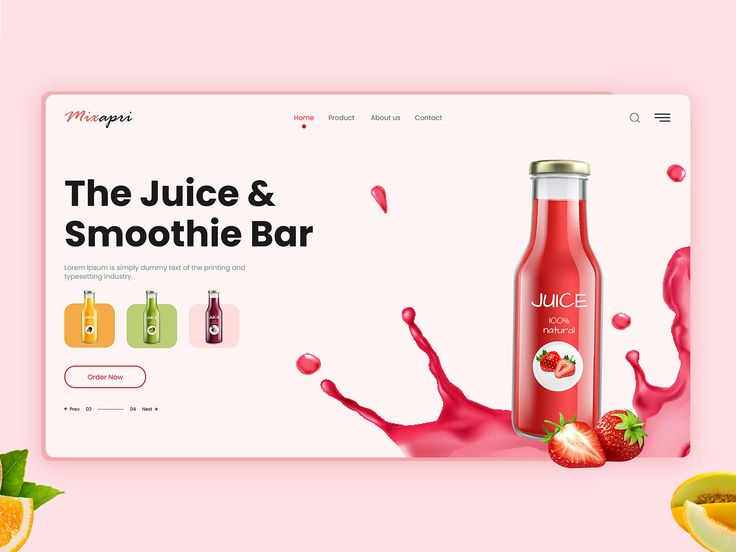 Mixapri
Home Product About us Contact
The Juice &
Smoothie Bar
Lorem Ipsum is simply dummy text of the printing and
typesetting industry.
Order Now
Prev 02 04 Next
JUICE
100%
natural